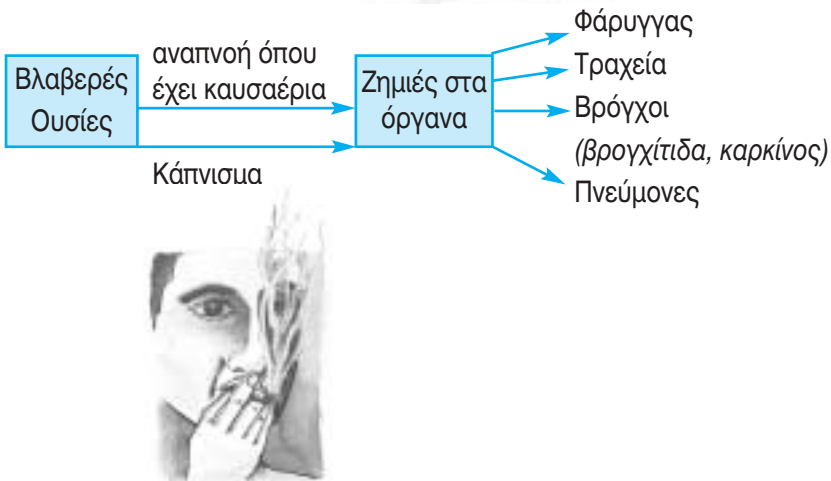 Βλαβερές
Ουσίες
αναπνοή όπου
έχει καυσαέρια
Κάπνισμα
Ζημιές στα
όργανα
Φάρυγγας
Τραχεία
Βρόγχοι
(βρογχίτιδα, καρκίνος)
Πνεύμονες